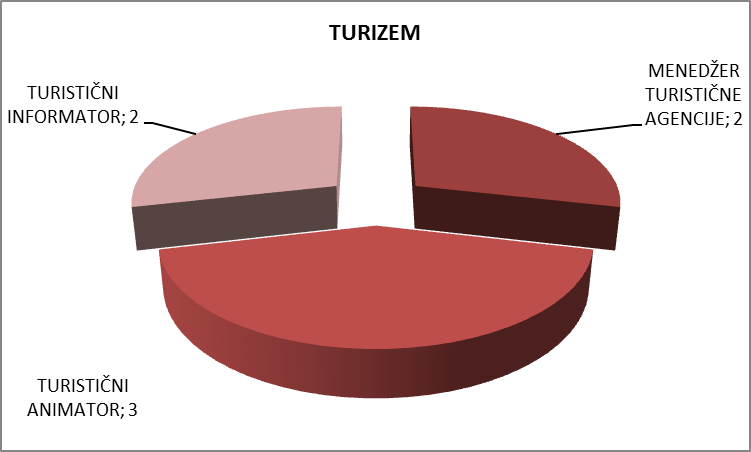 TURIZEM
TURISTIČNI
INFORMATOR; 2
MENEDŽER
TURISTIČNE
AGENCIJE; 2
TURISTIČNI
ANIMATOR; 3